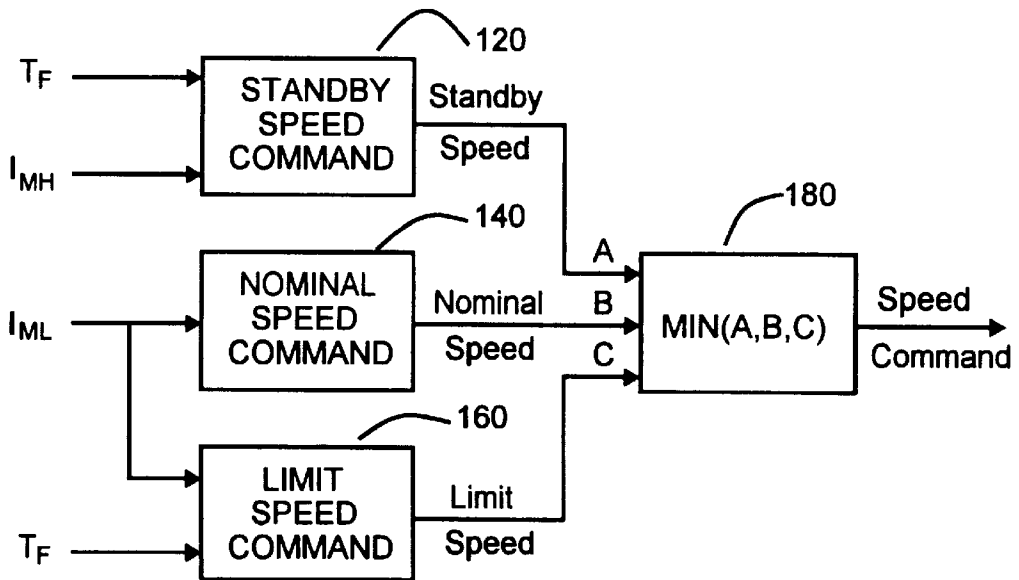 120
T_F
STANDBY
SPEED
COMMAND
Standby
Speed
I_MH
140
180
A
NOMINAL
SPEED
COMMAND
Nominal
Speed
B
I_ML
C
MIN(A,B,C)
Speed
Command
160
LIMIT
SPEED
COMMAND
Limit
Speed
T_F